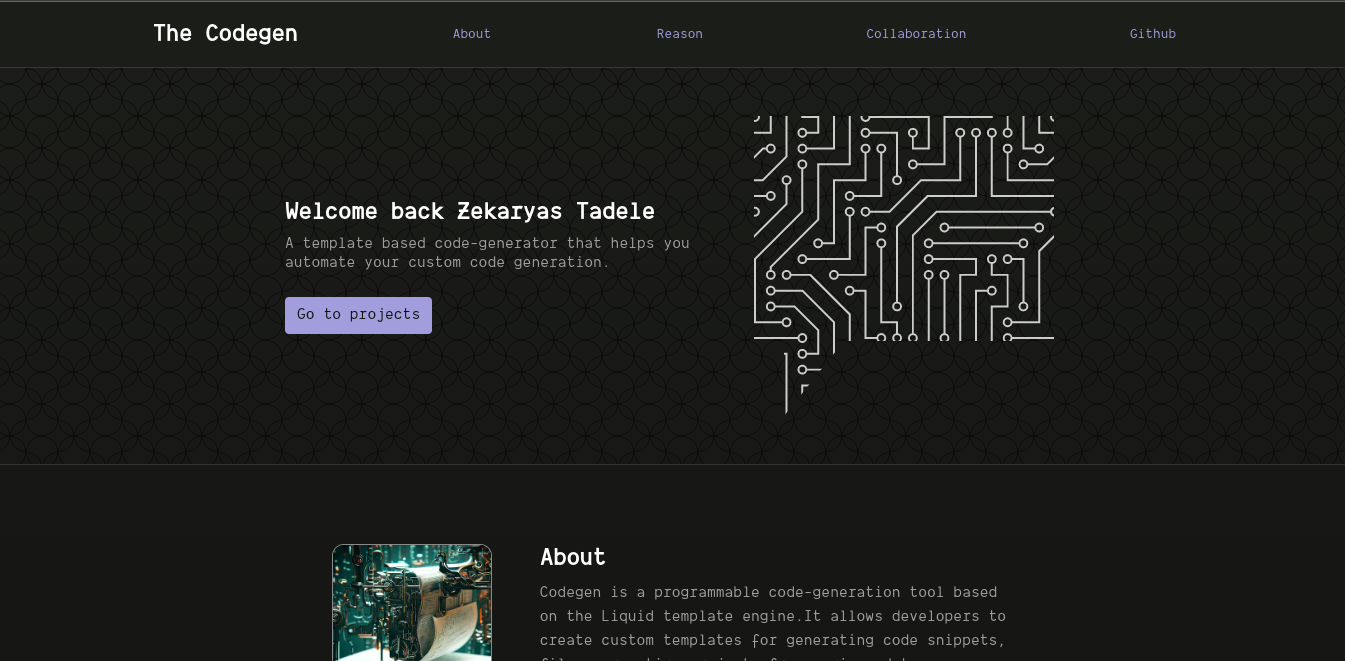 The Codegen
About
Reason
Collaboration
Github
Welcome back Zekaryas Tadele
A template based code-generator that helps you
automate your custom code generation.
Go to projects
About
Codegen is a programmable code-generation tool based
on the Liquid template engine.It allows developers to
create custom templates for generating code snippets,